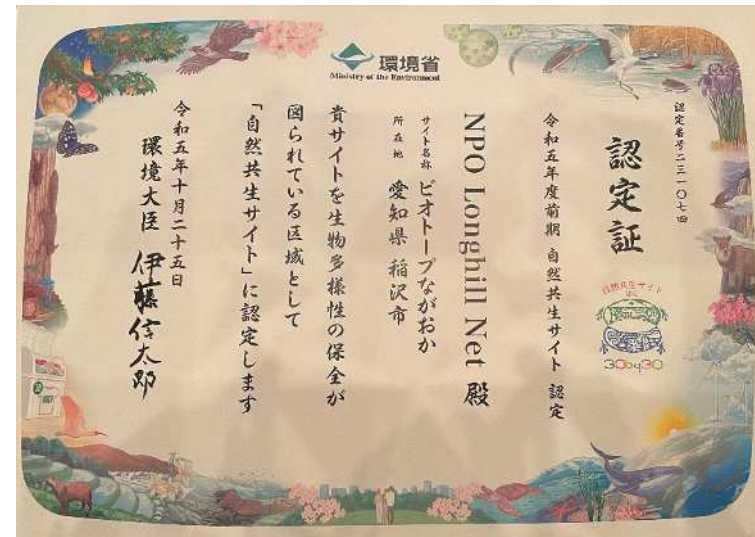 環境省
Ministry of the Environment
認定番号二三一〇七四
認定証
自然共生サイト
30by30
令和五年度前期 自然共生サイト 認定
NPO Longhill Net 殿
サイト名称 ビオトープながおか
所在地 愛知県 稲沢市
貴サイトを生物多様性の保全が
図られている区域として
「自然共生サイト」に認定します
令和五年十月二十五日
環境大臣 伊藤信太郎